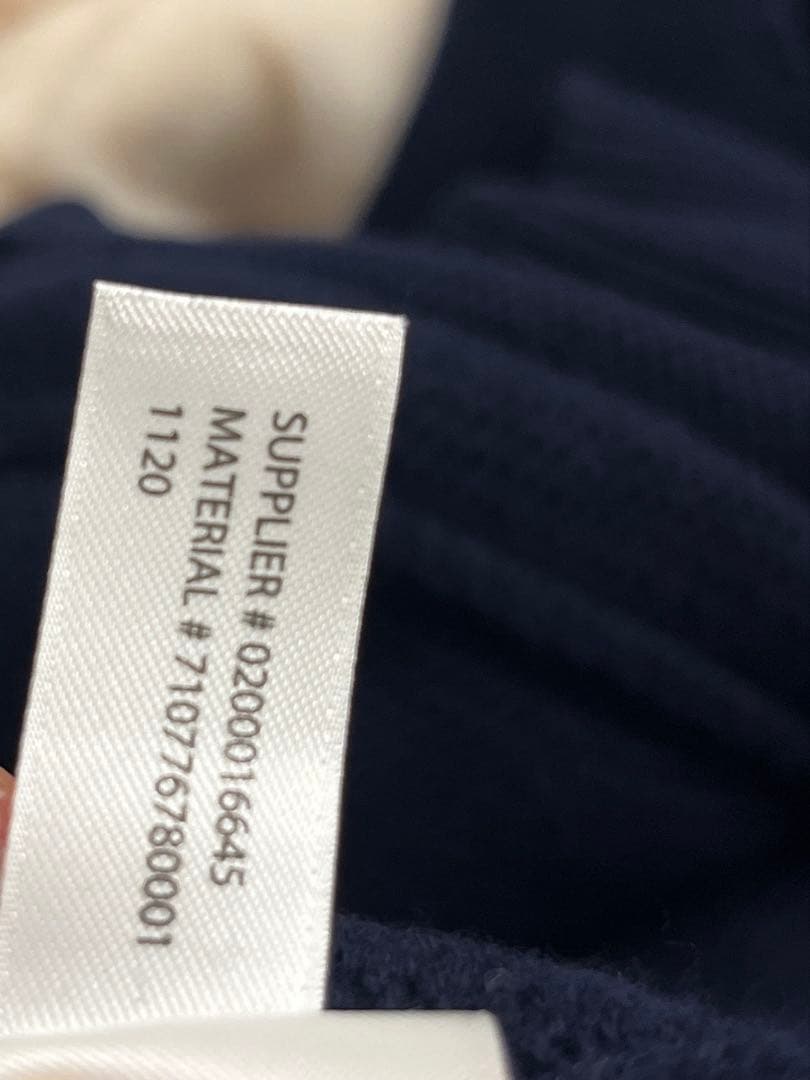 SUPPLIER # 0200016645
MATERIAL # 710776780001
1120